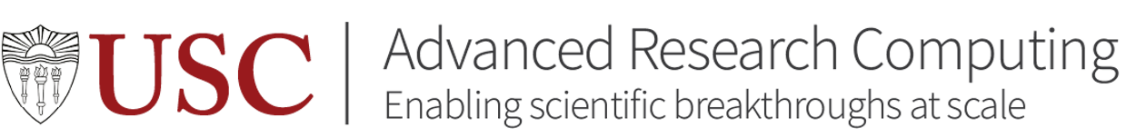 USC
Advanced Research Computing
Enabling scientific breakthroughs at scale